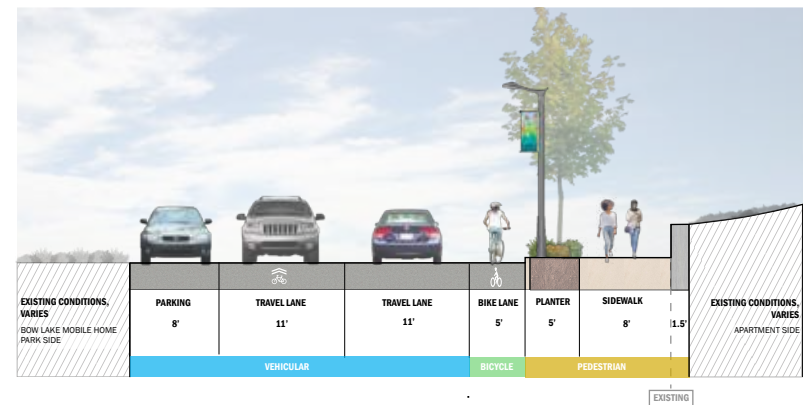 EXISTING CONDITIONS,
VARIES
BOW LAKE MOBILE HOME
PARK SIDE
PARKING
8'
TRAVEL LANE
11'
TRAVEL LANE
11'
BIKE LANE
5'
PLANTER
5'
SIDEWALK
8'
1.5'
EXISTING CONDITIONS,
VARIES
APARTMENT SIDE
VEHICULAR
BICYCLE
PEDESTRIAN
EXISTING